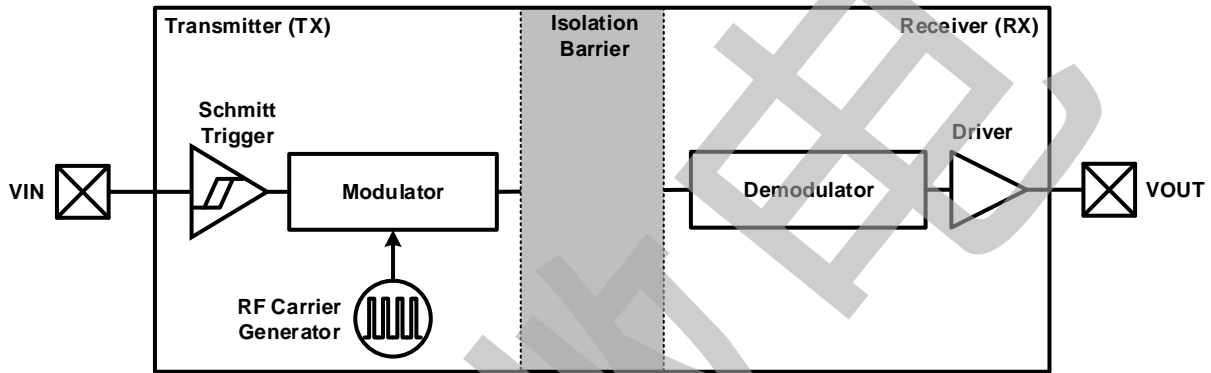 Transmitter (TX)
Isolation
Barrier
Receiver (RX)
Schmitt
Trigger
Driver
VIN
Modulator
Demodulator
VOUT
RF Carrier
Generator